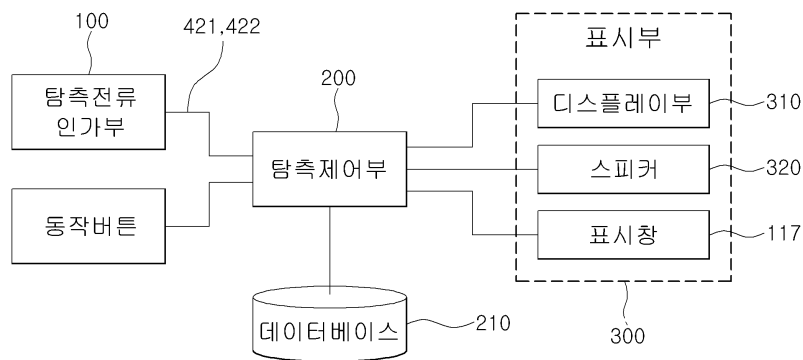 100
421,422
탐측전류
인가부
동작버튼
200
탐측제어부
데이터베이스
210
표시부
디스플레이부
310
스피커
320
표시창
117
300